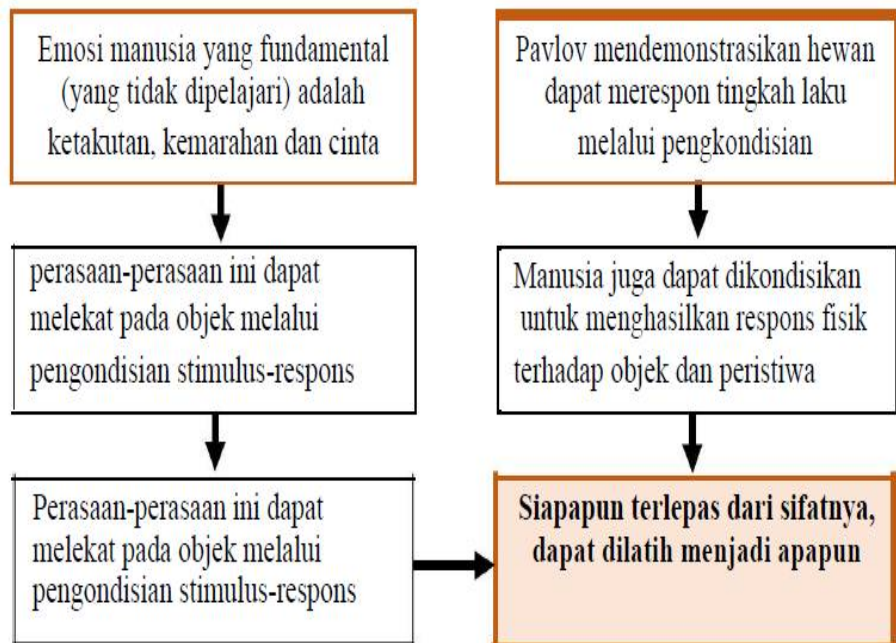 Emosi manusia yang fundamental
(yang tidak dipelajari) adalah
ketakutan, kemarahan dan cinta
perasaan-perasaan ini dapat
melekat pada objek melalui
pengondisian stimulus-respons
Perasaan-perasaan ini dapat
melekat pada objek melalui
pengondisian stimulus-respons
Pavlov mendemonstrasikan hewan
dapat merespon tingkah laku
melalui pengkondisian
Manusia juga dapat dikondisikan
untuk menghasilkan respons fisik
terhadap objek dan peristiwa
Siapapun terlepas dari sifatnya,
dapat dilatih menjadi apapun